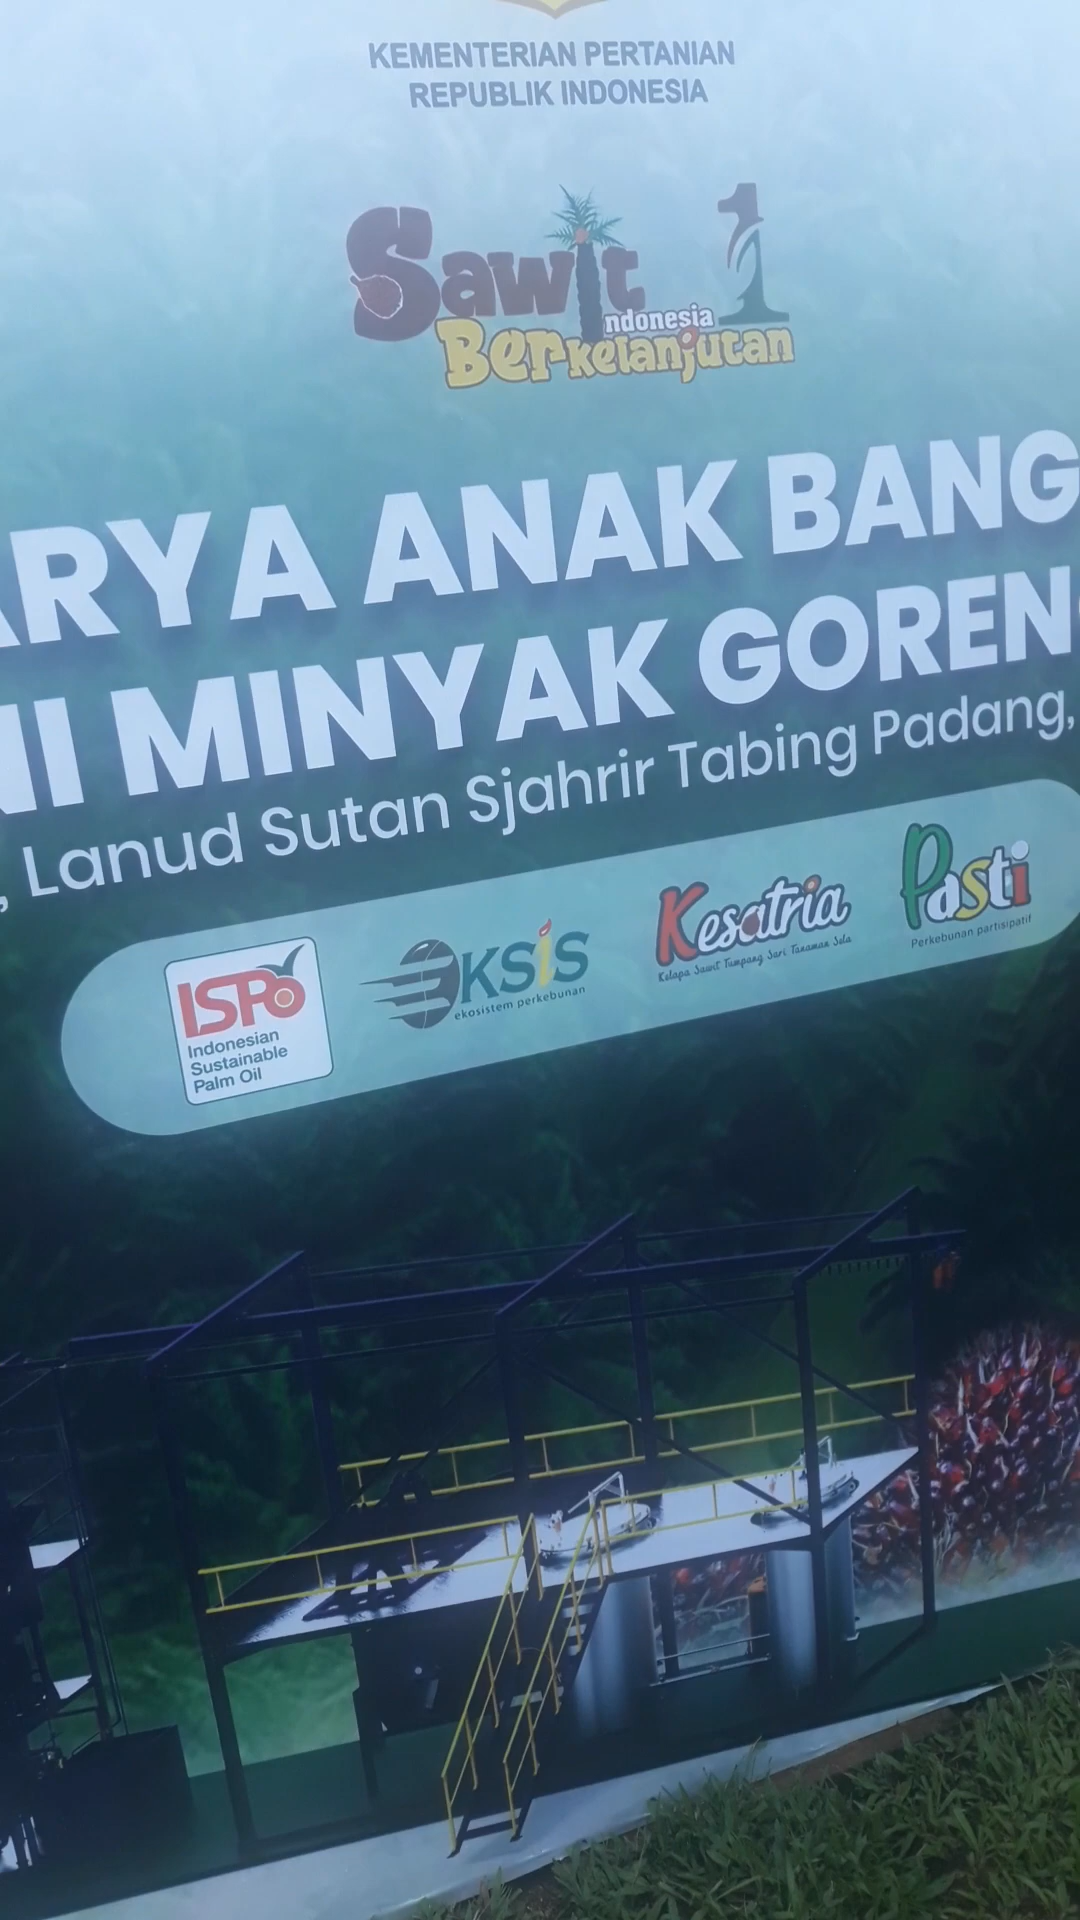 KEMENTERIAN PERTANIAN
REPUBLIK INDONESIA
Sawit 1
Indonesia
Berkelanjutan
ARYA ANAK BANG
NI MINYAK GOREN
, Lanud Sutan Sjahrir Tabing Padang,
ISPO
Indonesian
Sustainable
Palm Oil
EKSiS
ekosistem perkebunan
Kesatria
Kelapa Sawit Tumpang Sari Tanaman Sela
Pasti
Perkebunan partisipatif